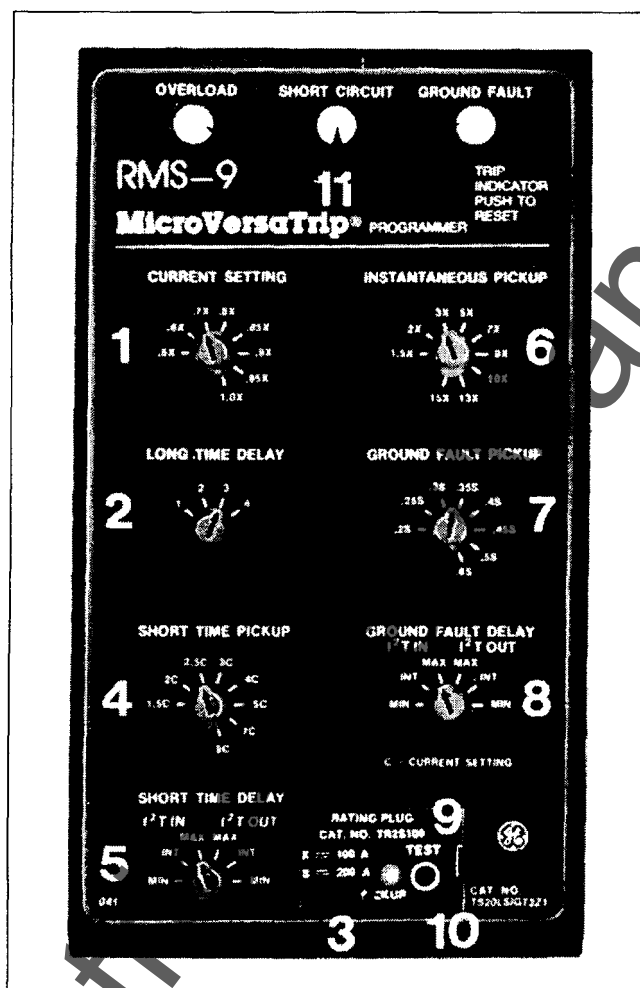 OVERLOAD SHORT CIRCUIT GROUND FAULT
RMS-9
11
TRIP
INDICATOR
PUSH TO
RESET
MicroVersaTrip® PROGRAMMER
CURRENT SETTING
1
.5X .6X .7X .8X .85X .9X .95X 1.0X
INSTANTANEOUS PICKUP
6
1.5X 2X 3X 5X 7X 9X 10X 13X 15X
LONG TIME DELAY
2
1 2 3 4
GROUND FAULT PICKUP
7
.2S .25S .3S .35S .4S .45S .5S .6S
SHORT TIME PICKUP
4
1.5C 2C 2.5C 3C 4C 5C 7C 9C
GROUND FAULT DELAY
I²T IN I²T OUT
8
MIN INT MAX MAX INT MIN
C = CURRENT SETTING
SHORT TIME DELAY
I²T IN I²T OUT
5
MIN INT MAX MAX INT MIN
041
9
RATING PLUG
CAT. NO. TR2S100
X = 100 A
S = 200 A
TEST
PICKUP
3
10
GE
CAT NO.